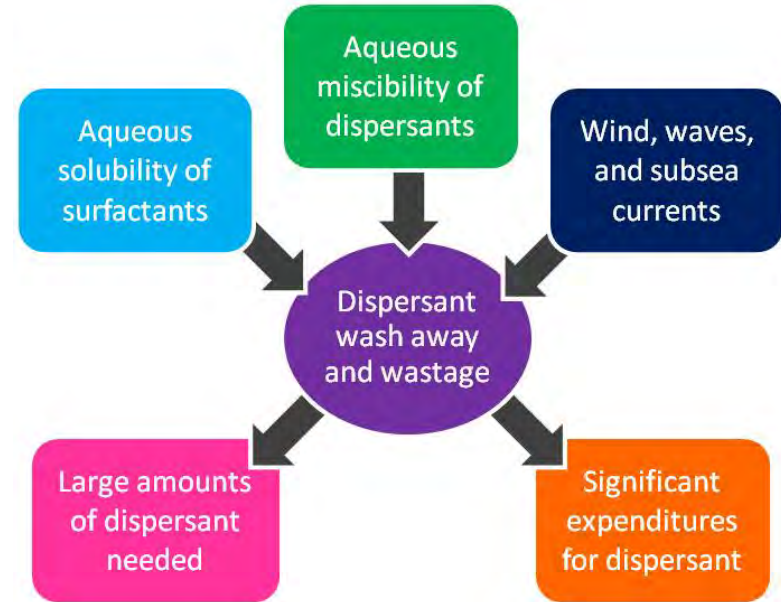 Aqueous
miscibility of
dispersants
Aqueous
solubility of
surfactants
Wind, waves,
and subsea
currents
Dispersant
wash away
and wastage
Large amounts
of dispersant
needed
Significant
expenditures
for dispersant